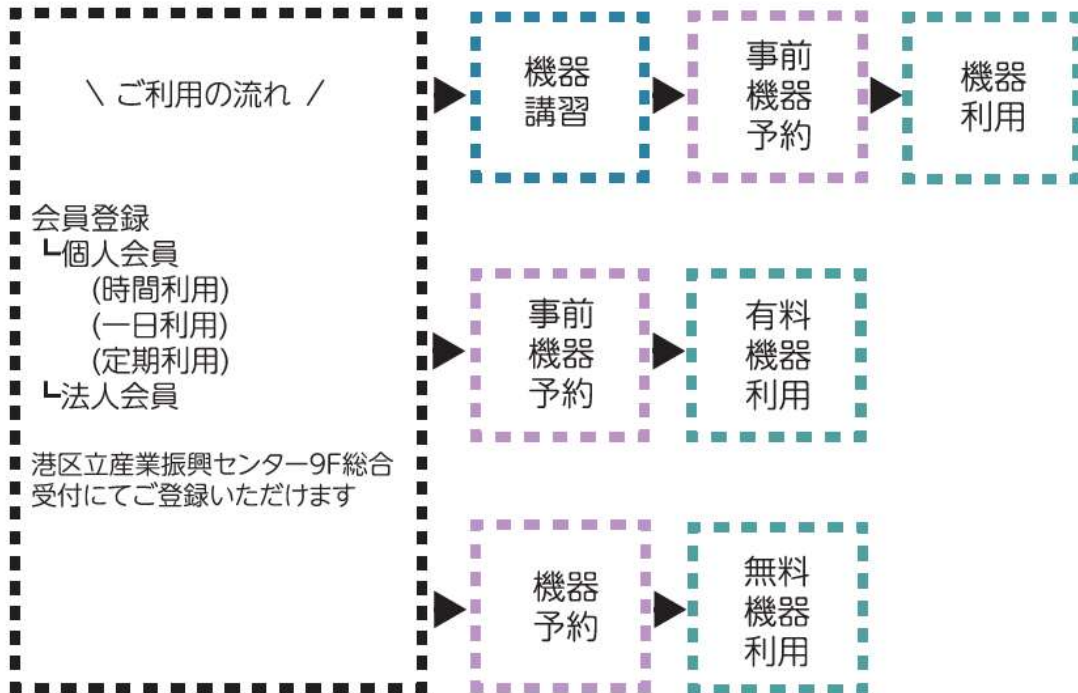 \ ご利用の流れ /
会員登録
┗個人会員
(時間利用)
(一日利用)
(定期利用)
┗法人会員
港区立産業振興センター9F総合
受付にてご登録いただけます
機器
講習
事前
機器
予約
機器
利用
事前
機器
予約
有料
機器
利用
機器
予約
無料
機器
利用